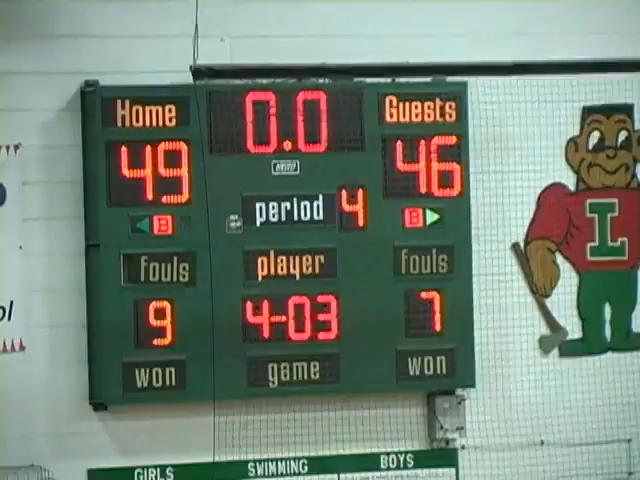 Home 0.0 Guests
49 46
period 4
B B
fouls player fouls
9 4-03 7
won game won
L
ol
GIRLS SWIMMING BOYS